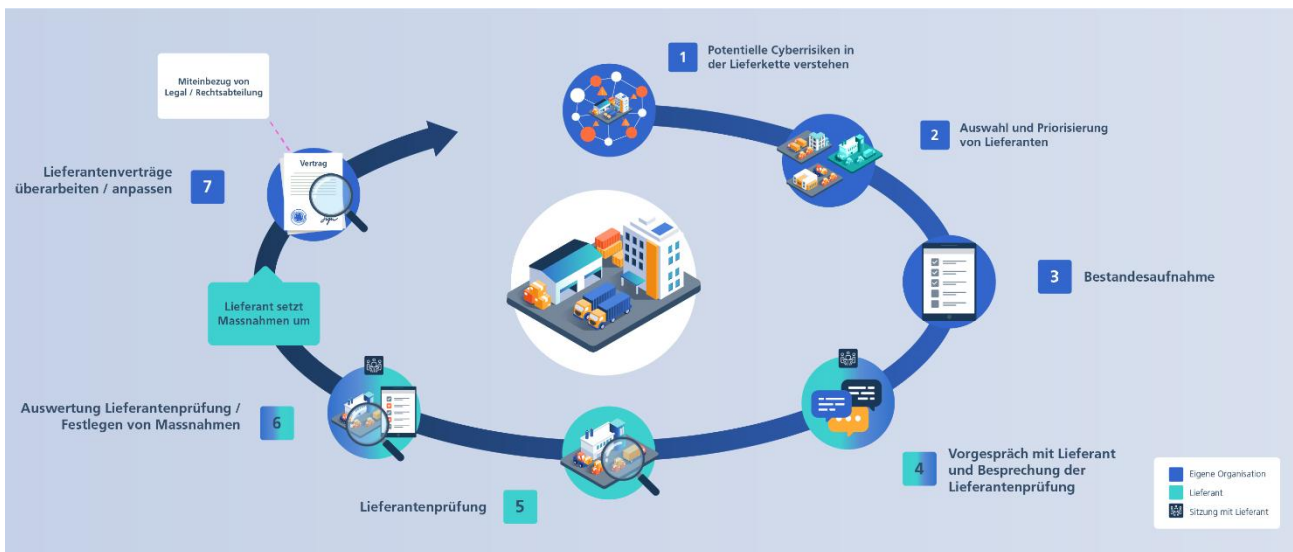 1
Potentielle Cyberrisiken in
der Lieferkette verstehen
2
Auswahl und Priorisierung
von Lieferanten
3
Bestandesaufnahme
4
Vorgespräch mit Lieferant
und Besprechung der
Lieferantenprüfung
Lieferantenprüfung
5
Auswertung Lieferantenprüfung /
Festlegen von Massnahmen
6
Lieferant setzt
Massnahmen um
Lieferantenverträge
überarbeiten / anpassen
7
Vertrag
Miteinbezug von
Legal / Rechtsabteilung
Eigene Organisation
Lieferant
Sitzung mit Lieferant